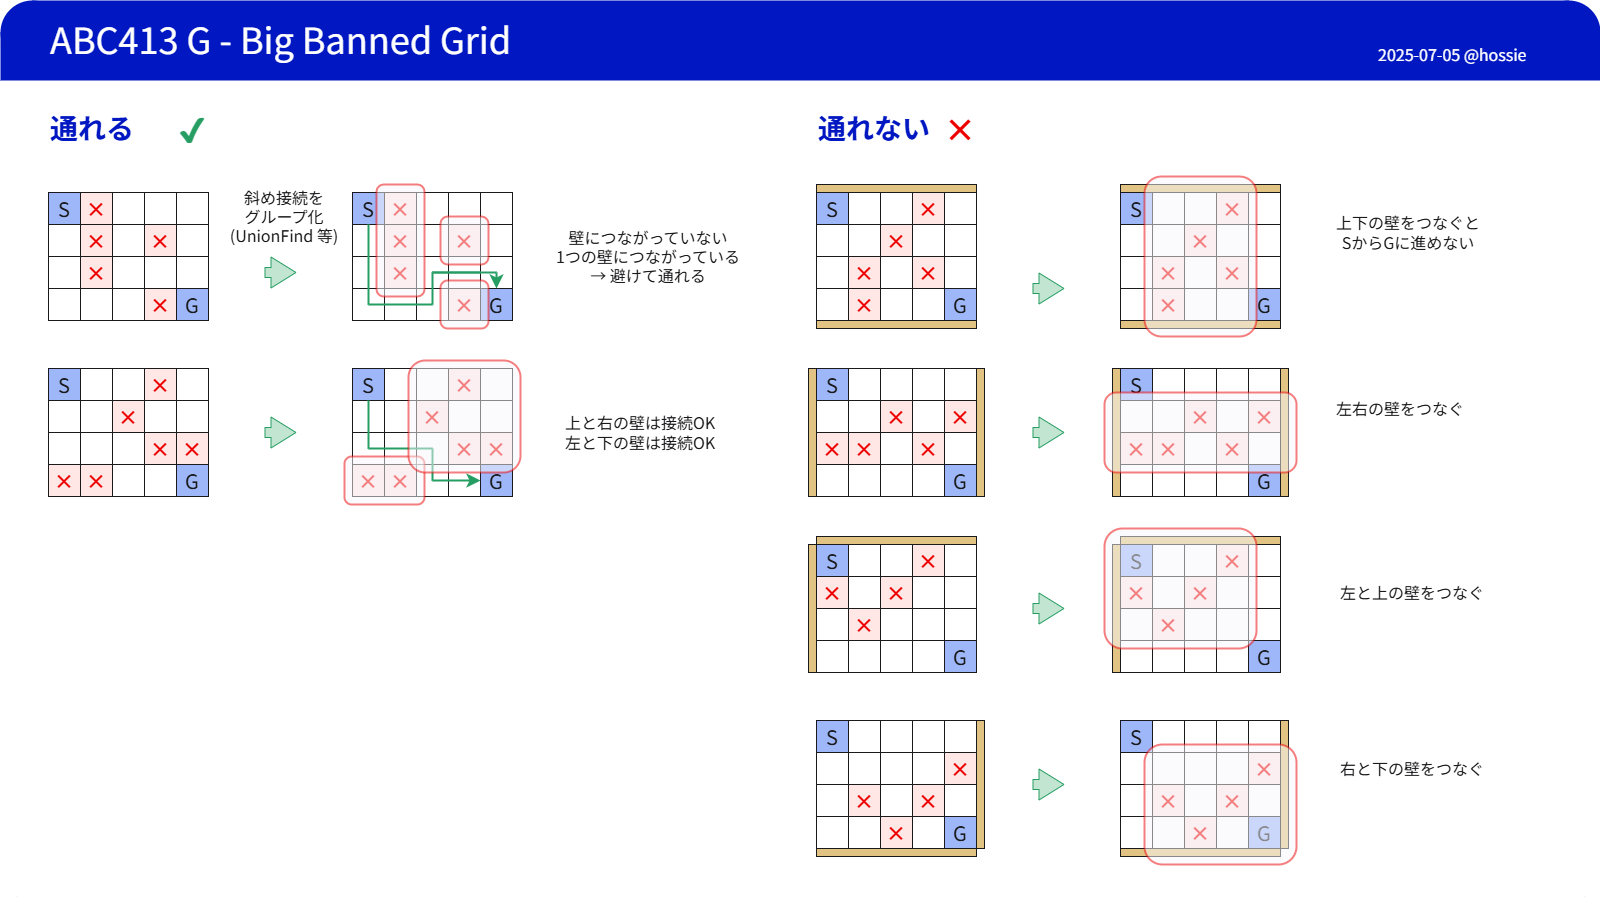 ABC413 G - Big Banned Grid
2025-07-05 @hossie
通れる ✔
S ×
×
× ×
×
× G
斜め接続を
グループ化
(UnionFind 等)
S ×
× ×
×
× G
壁につながっていない
1つの壁につながっている
→ 避けて通れる
S ×
×
× ×
× × G
S ×
×
× ×
× × G
上と右の壁は接続OK
左と下の壁は接続OK
通れない ×
S ×
×
× ×
× G
S ×
×
× ×
× G
上下の壁をつなぐと
SからGに進めない
S
× ×
× × ×
G
S
× ×
× × ×
G
左右の壁をつなぐ
S ×
× ×
×
G
S ×
× ×
×
G
左と上の壁をつなぐ
S
×
× ×
× G
S
×
× ×
× G
右と下の壁をつなぐ